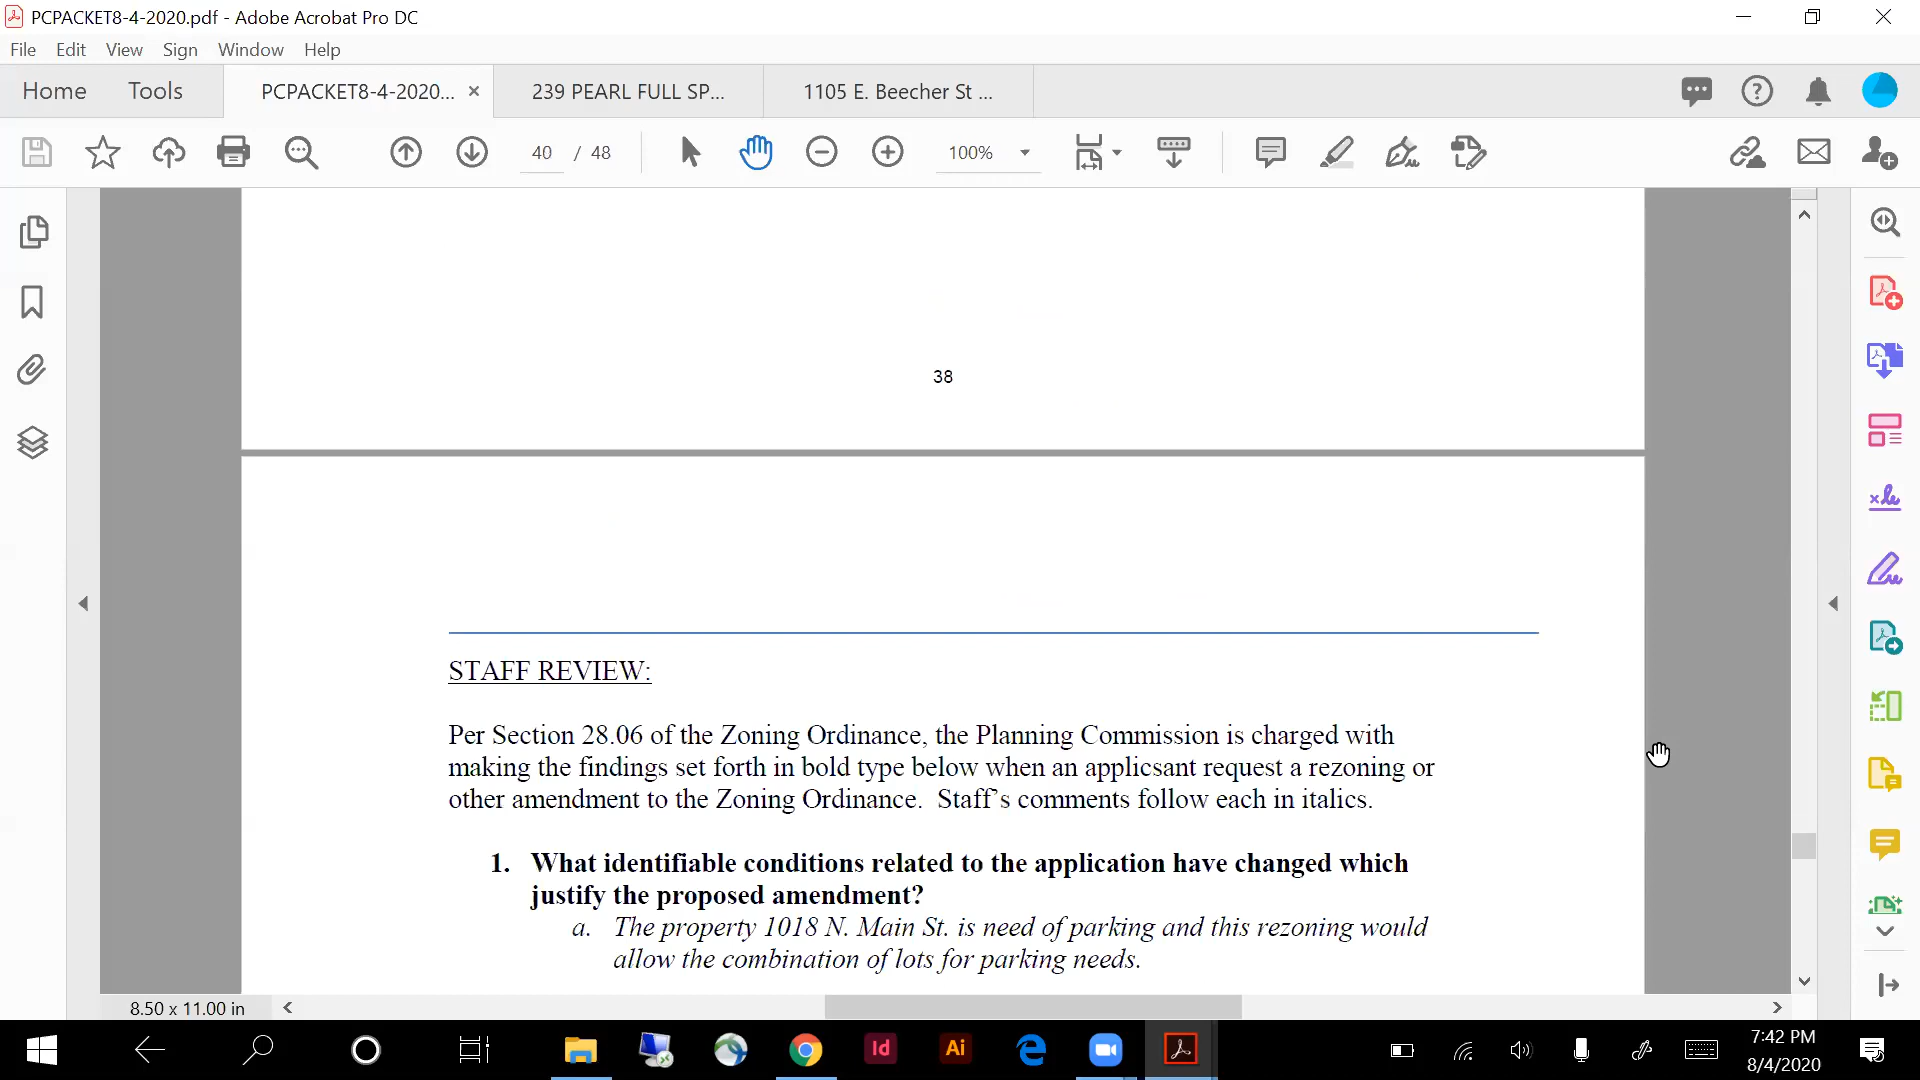 PCPACKET8-4-2020.pdf - Adobe Acrobat Pro DC
File Edit View Sign Window Help
Home Tools PCPACKET8-4-2020... × 239 PEARL FULL SP... 1105 E. Beecher St ...
40 / 48 100%
38
STAFF REVIEW:
Per Section 28.06 of the Zoning Ordinance, the Planning Commission is charged with
making the findings set forth in bold type below when an applicsant request a rezoning or
other amendment to the Zoning Ordinance. Staff's comments follow each in italics.
1. What identifiable conditions related to the application have changed which
justify the proposed amendment?
a. The property 1018 N. Main St. is need of parking and this rezoning would
allow the combination of lots for parking needs.
8.50 x 11.00 in
Id Ai
7:42 PM
8/4/2020